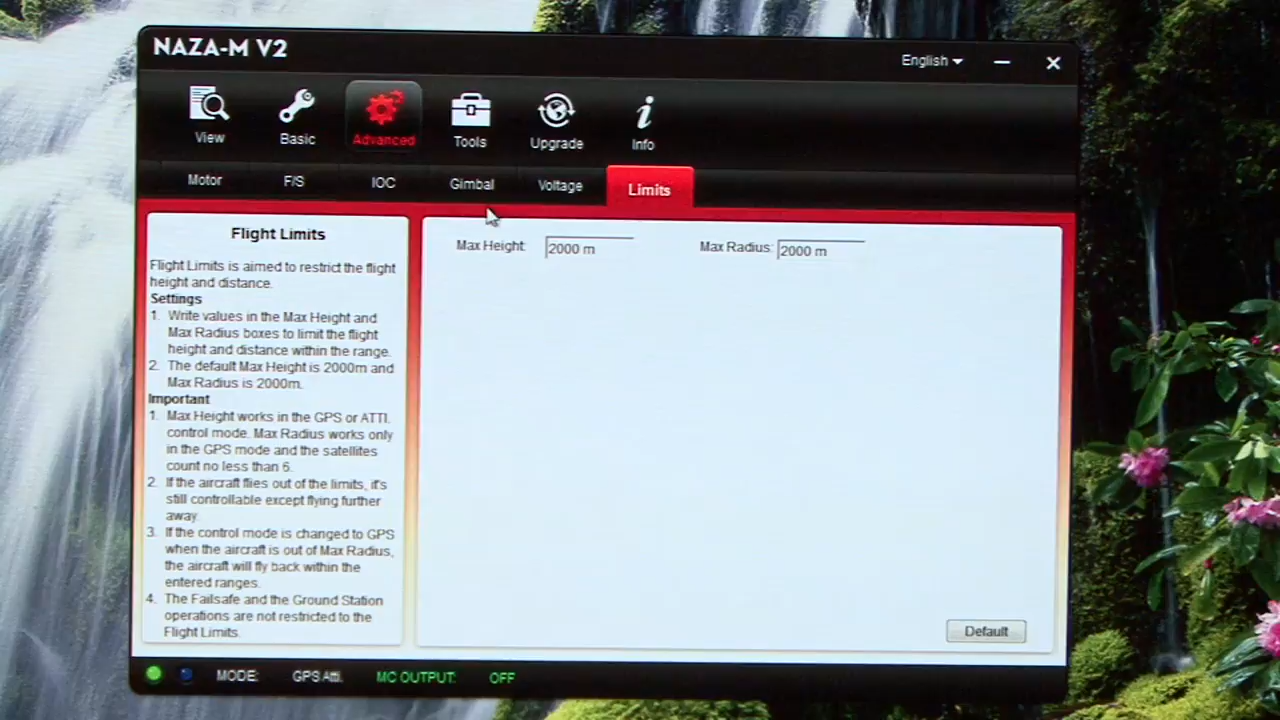 NAZA-M V2
English
View
Basic
Advanced
Tools
Upgrade
Info
Motor
F/S
IOC
Gimbal
Voltage
Limits
Flight Limits
Flight Limits is aimed to restrict the flight
height and distance.
Settings
1. Write values in the Max Height and
Max Radius boxes to limit the flight
height and distance within the range.
2. The default Max Height is 2000m and
Max Radius is 2000m.
Important
1. Max Height works in the GPS or ATTI.
control mode. Max Radius works only
in the GPS mode and the satellites
count no less than 6.
2. If the aircraft flies out of the limits, it's
still controllable except flying further
away.
3. If the control mode is changed to GPS
when the aircraft is out of Max Radius,
the aircraft will fly back within the
entered ranges.
4. The Failsafe and the Ground Station
operations are not restricted to the
Flight Limits.
Max Height: 2000 m
Max Radius: 2000 m
Default
MODE: GPS Atti. MC OUTPUT: OFF